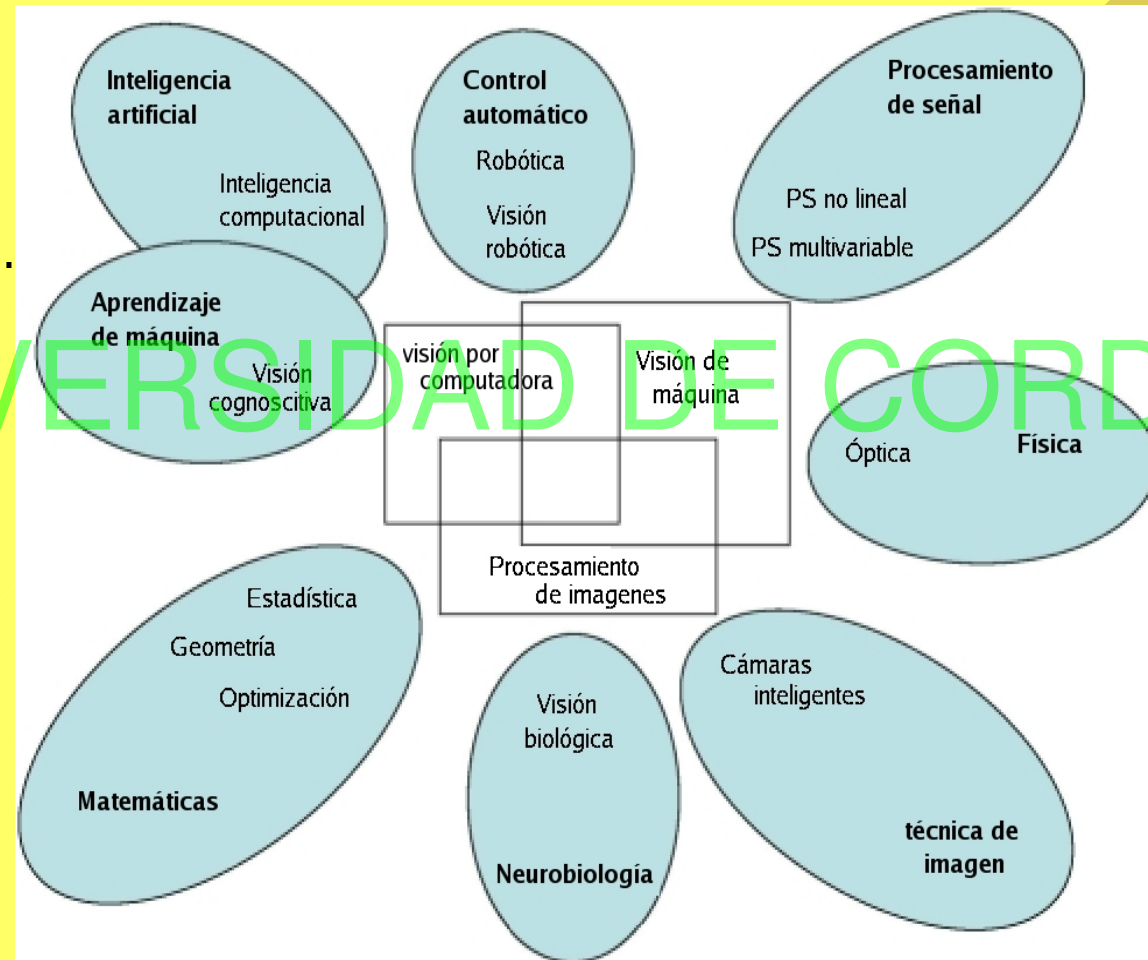 Inteligencia
artificial
Inteligencia
computacional
Control
automático
Robótica
Visión
robótica
Procesamiento
de señal
PS no lineal
PS multivariable
.
Aprendizaje
de máquina
Visión
cognoscitiva
visión por
computadora
Visión de
máquina
VERSIDAD DE CORD
Óptica
Física
Procesamiento
de imagenes
Estadística
Geometría
Optimización
Matemáticas
Visión
biológica
Neurobiología
Cámaras
inteligentes
técnica de
imagen